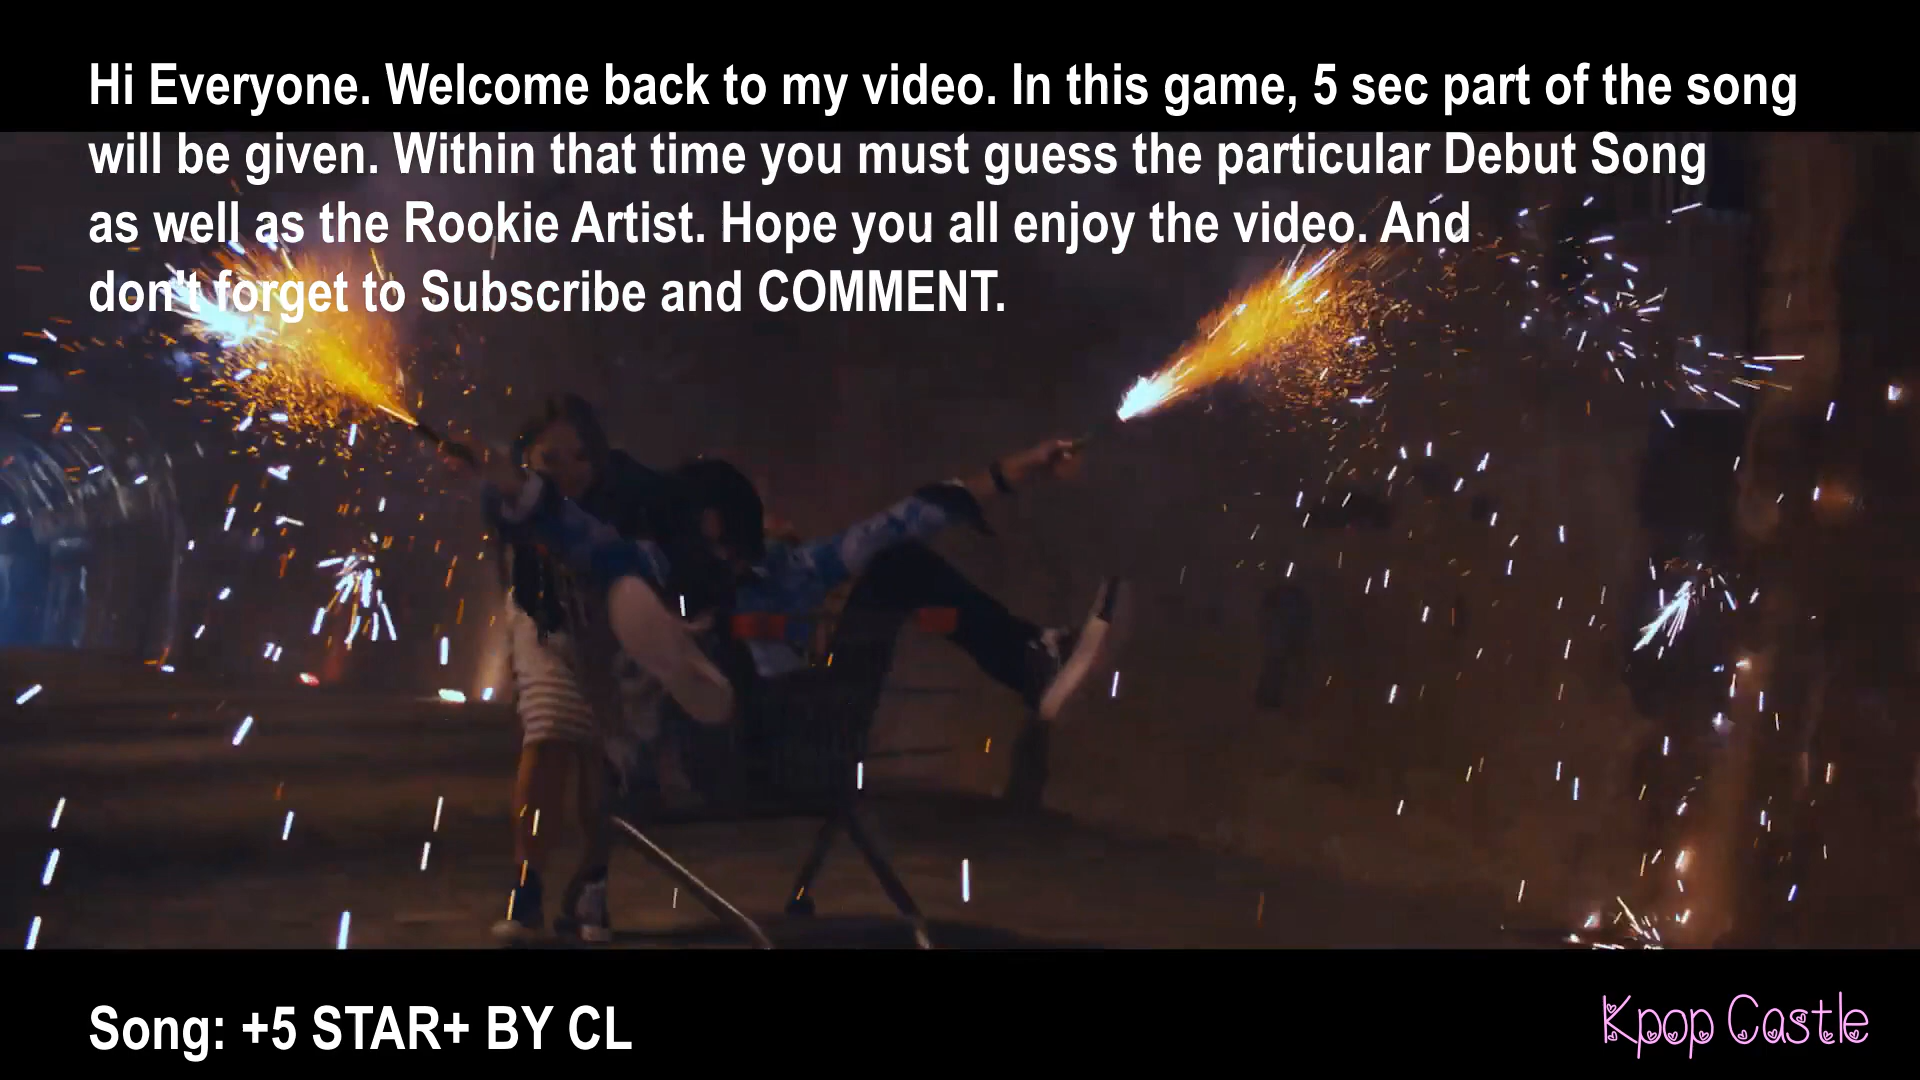 Hi Everyone. Welcome back to my video. In this game, 5 sec part of the song
will be given. Within that time you must guess the particular Debut Song
as well as the Rookie Artist. Hope you all enjoy the video. And
don't forget to Subscribe and COMMENT.
Song: +5 STAR+ BY CL
Kpop Castle